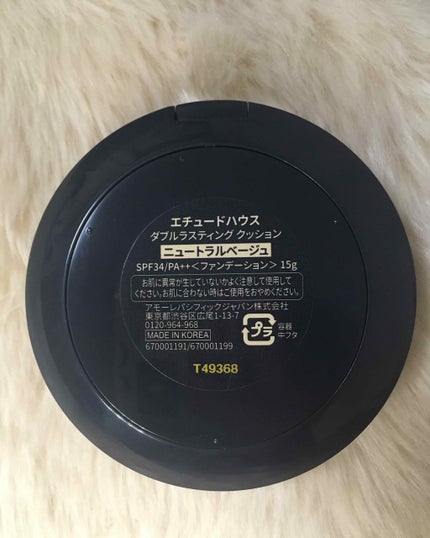 エチュードハウス
ダブルラスティング クッション
ニュートラルベージュ
SPF34/PA++<ファンデーション> 15g
お肌に異常が生じていないかよく注意して使用して
ください。お肌に合わない時はご使用をおやめください。
アモーレパシフィックジャパン株式会社
東京都渋谷区広尾1-13-7
0120-964-968
MADE IN KOREA
670001191/670001199
プラ
容器
中フタ
T49368